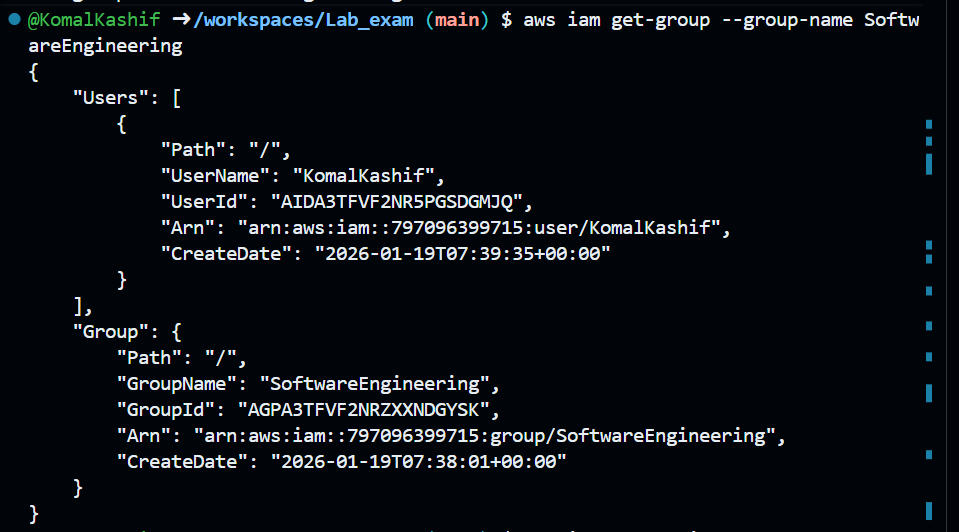 @KomalKashif ➜/workspaces/Lab_exam (main) $ aws iam get-group --group-name Softw
areEngineering
{
    "Users": [
        {
            "Path": "/",
            "UserName": "KomalKashif",
            "UserId": "AIDA3TFVF2NR5PGSDGMJQ",
            "Arn": "arn:aws:iam::797096399715:user/KomalKashif",
            "CreateDate": "2026-01-19T07:39:35+00:00"
        }
    ],
    "Group": {
        "Path": "/",
        "GroupName": "SoftwareEngineering",
        "GroupId": "AGPA3TFVF2NRZXXNDGYSK",
        "Arn": "arn:aws:iam::797096399715:group/SoftwareEngineering",
        "CreateDate": "2026-01-19T07:38:01+00:00"
    }
}